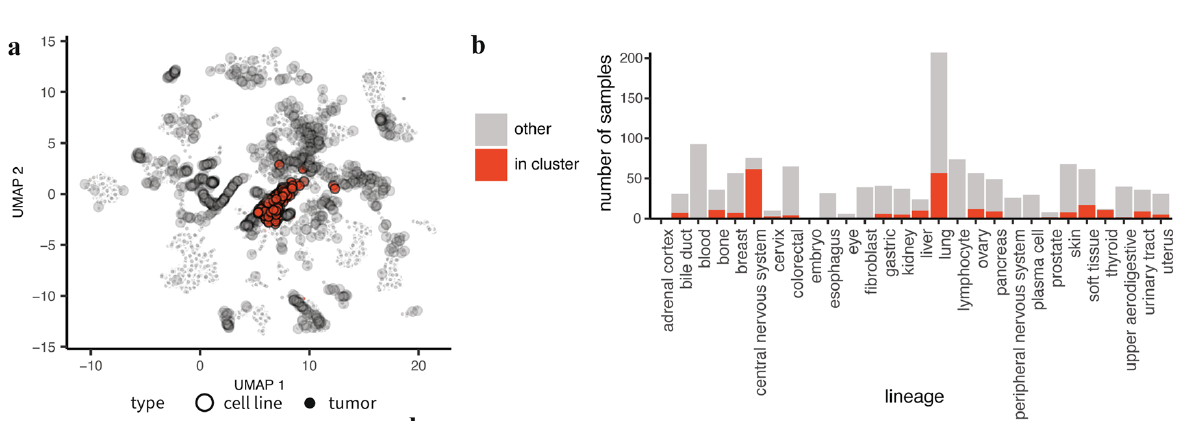 a
15
10
5
0
−5
−10
−15
UMAP 2
−10 0 10 20
UMAP 1
type cell line tumor
b
other
in cluster
number of samples
200
150
100
50
0
adrenal cortex
bile duct
blood
bone
breast
central nervous system
cervix
colorectal
embryo
esophagus
eye
fibroblast
gastric
kidney
liver
lung
lymphocyte
ovary
pancreas
peripheral nervous system
plasma cell
prostate
skin
soft tissue
thyroid
upper aerodigestive
urinary tract
uterus
lineage